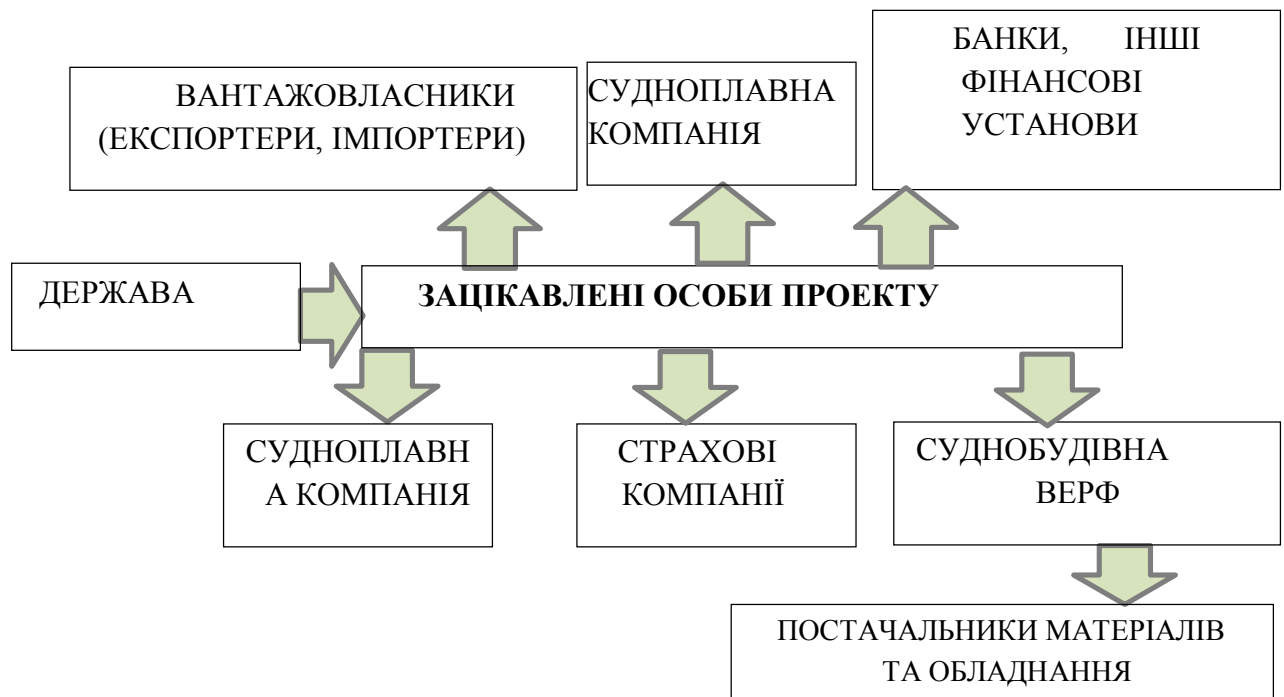 ВАНТАЖОВЛАСНИКИ
(ЕКСПОРТЕРИ, ІМПОРТЕРИ)
СУДНОПЛАВНА
КОМПАНІЯ
БАНКИ, ІНШІ
ФІНАНСОВІ
УСТАНОВИ
ДЕРЖАВА
ЗАЦІКАВЛЕНІ ОСОБИ ПРОЕКТУ
СУДНОПЛАВН
А КОМПАНІЯ
СТРАХОВІ
КОМПАНІЇ
СУДНОБУДІВНА
ВЕРФ
ПОСТАЧАЛЬНИКИ МАТЕРІАЛІВ
ТА ОБЛАДНАННЯ